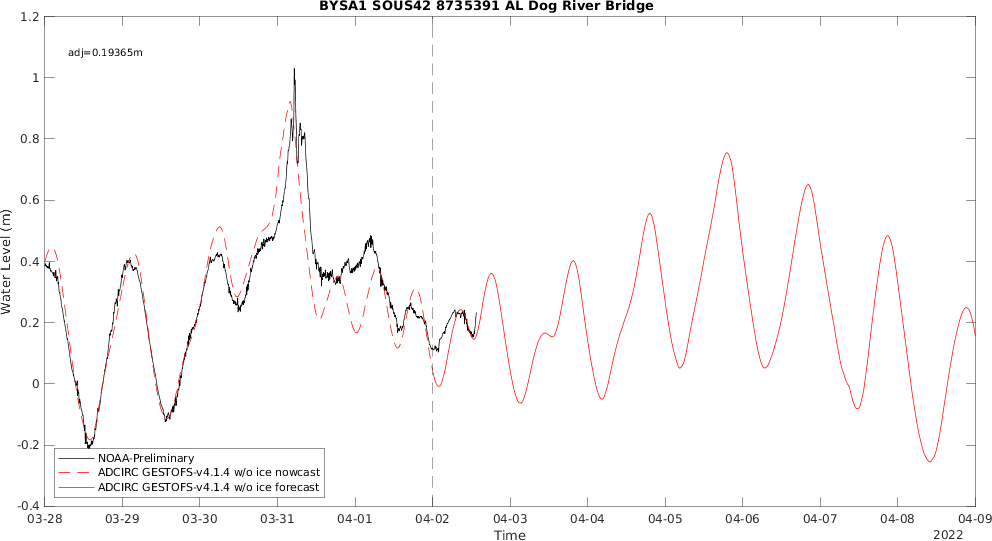 BYSA1 SOUS42 8735391 AL Dog River Bridge
adj=0.19365m
Water Level (m)
1.2
1
0.8
0.6
0.4
0.2
0
-0.2
-0.4
NOAA-Preliminary
ADCIRC GESTOFS-v4.1.4 w/o ice nowcast
ADCIRC GESTOFS-v4.1.4 w/o ice forecast
03-28 03-29 03-30 03-31 04-01 04-02 04-03 04-04 04-05 04-06 04-07 04-08 04-09
Time
2022